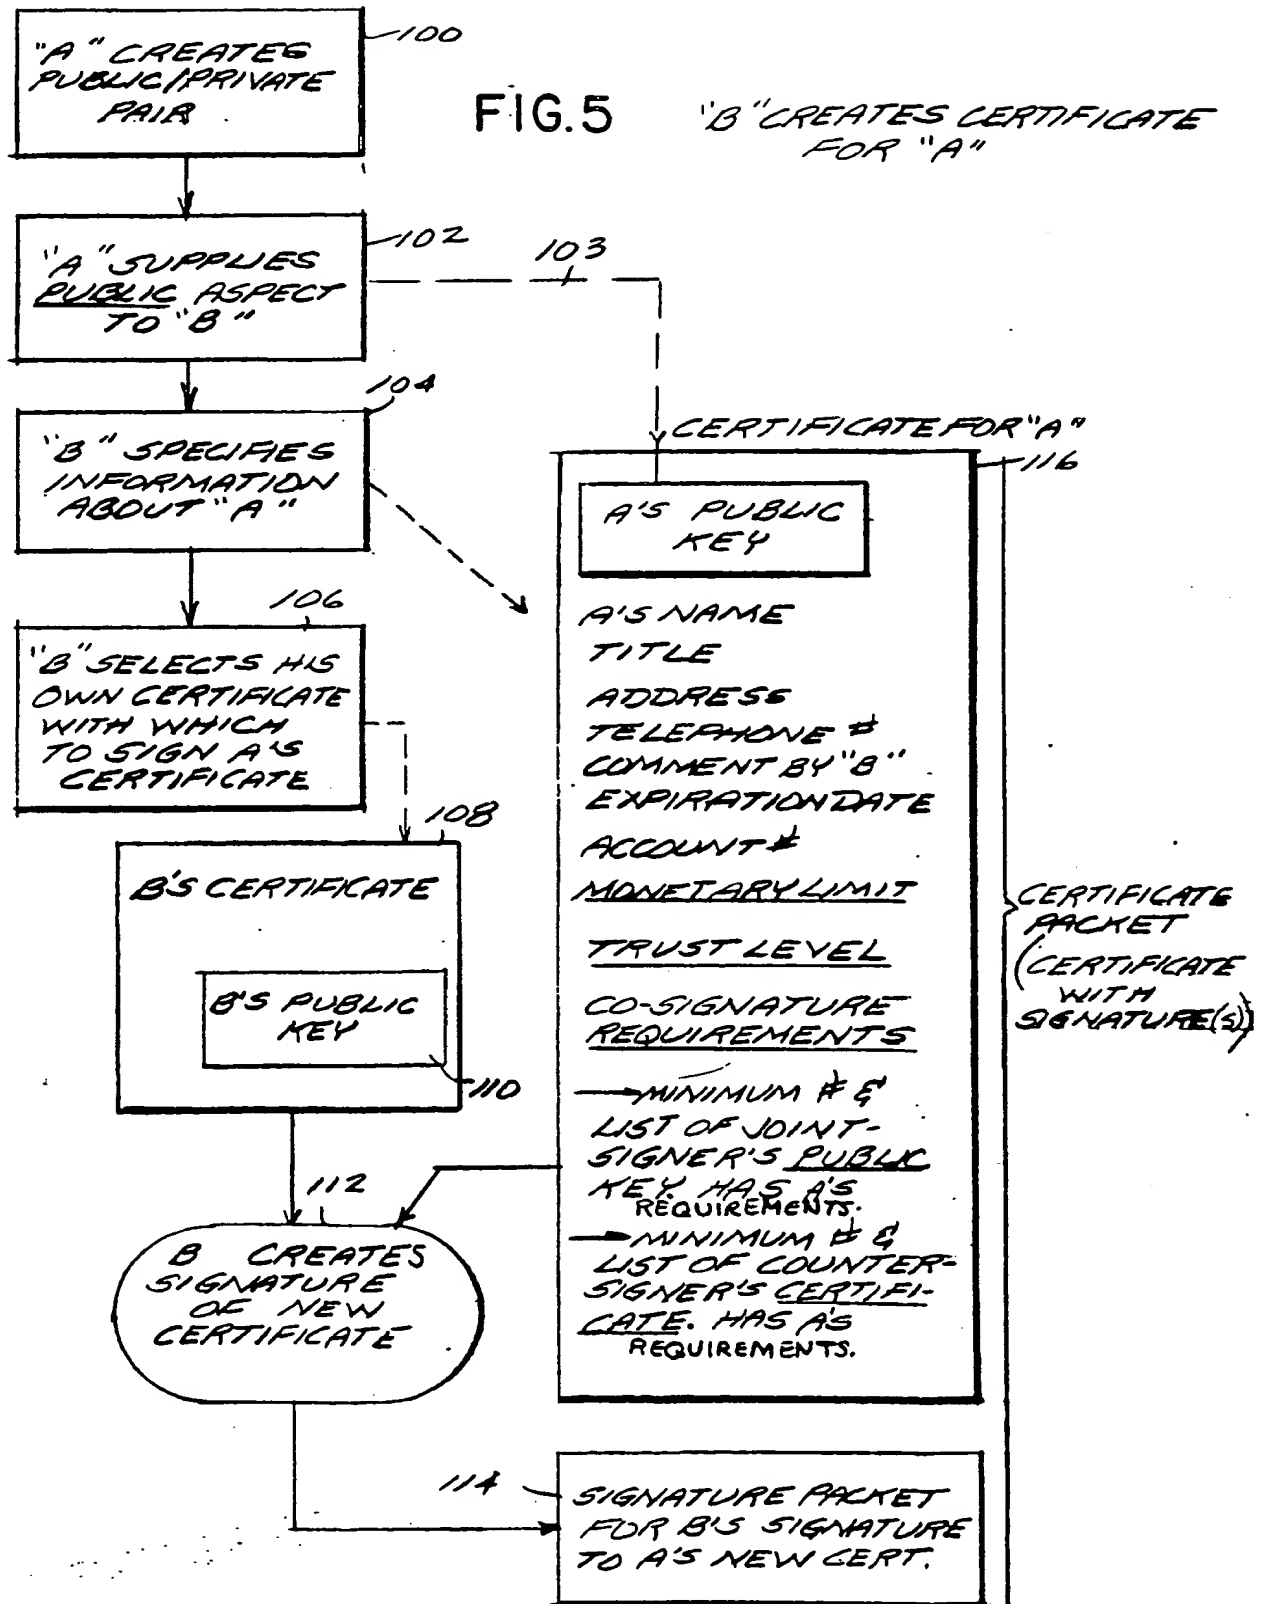 "A" CREATES
PUBLIC/PRIVATE
PAIR
100
FIG.5
"B" CREATES CERTIFICATE
FOR "A"
"A" SUPPLIES
PUBLIC ASPECT
TO "B"
102
103
104
"B" SPECIFIES
INFORMATION
ABOUT "A"
106
"B" SELECTS HIS
OWN CERTIFICATE
WITH WHICH
TO SIGN A'S
CERTIFICATE
108
B'S CERTIFICATE
B'S PUBLIC
KEY
110
112
B CREATES
SIGNATURE
OF NEW
CERTIFICATE
CERTIFICATE FOR "A"
116
A'S PUBLIC
KEY
A'S NAME
TITLE
ADDRESS
TELEPHONE #
COMMENT BY "B"
EXPIRATION DATE
ACCOUNT #
MONETARY LIMIT
TRUST LEVEL
CO-SIGNATURE
REQUIREMENTS
→MINIMUM # &
LIST OF JOINT-
SIGNER'S PUBLIC
KEY. HAS A'S
REQUIREMENTS.
→MINIMUM # &
LIST OF COUNTER-
SIGNER'S CERTIFI-
CATE. HAS A'S
REQUIREMENTS.
CERTIFICATE
PACKET
(CERTIFICATE
WITH
SIGNATURE(S))
114
SIGNATURE PACKET
FOR B'S SIGNATURE
TO A'S NEW CERT.